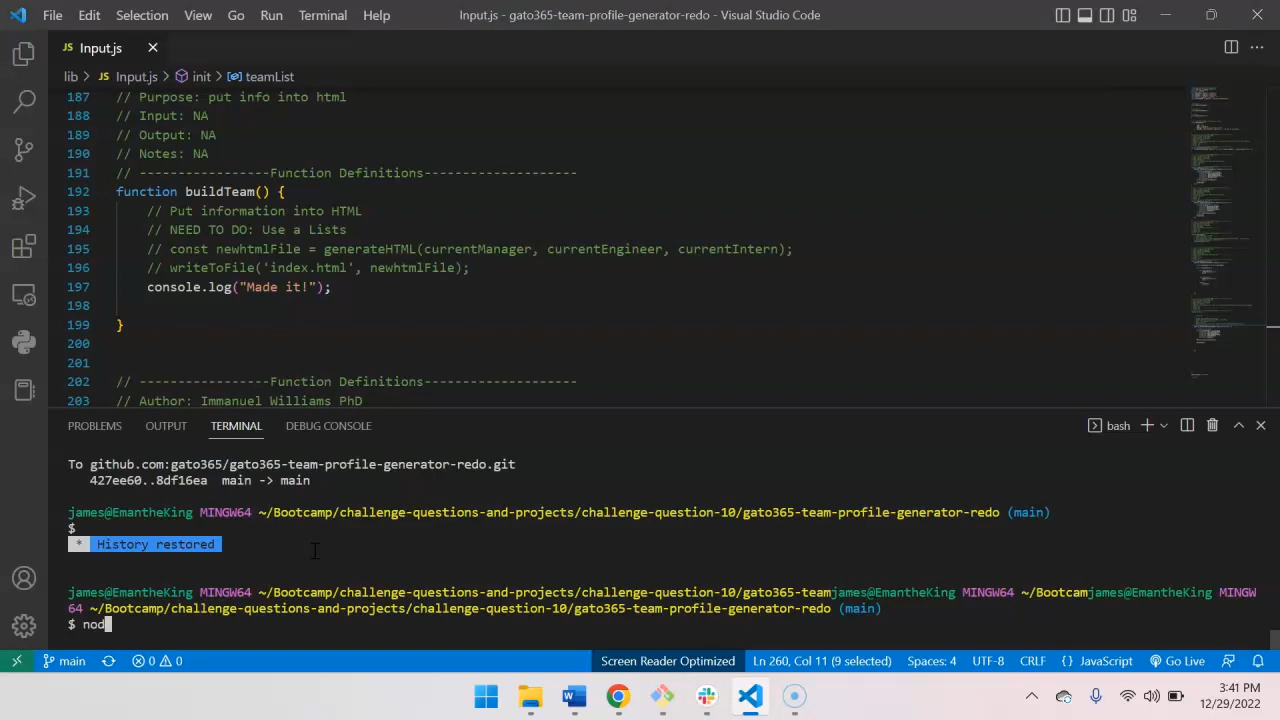 File Edit Selection View Go Run Terminal Help Input.js - gato365-team-profile-generator-redo - Visual Studio Code
JS Input.js
lib > JS Input.js > init > teamList
187 // Purpose: put info into html
188 // Input: NA
189 // Output: NA
190 // Notes: NA
191 // -----------------Function Definitions--------------------
192 function buildTeam() {
193 // Put information into HTML
194 // NEED TO DO: Use a Lists
195 // const newhtmlFile = generateHTML(currentManager, currentEngineer, currentIntern);
196 // writeToFile('index.html', newhtmlFile);
197 console.log("Made it!");
198
199 }
200
201
202 // -----------------Function Definitions--------------------
203 // Author: Immanuel Williams PhD
PROBLEMS OUTPUT TERMINAL DEBUG CONSOLE bash
To github.com:gato365/gato365-team-profile-generator-redo.git
427ee60..8df16ea main -> main
james@EmantheKing MINGW64 ~/Bootcamp/challenge-questions-and-projects/challenge-question-10/gato365-team-profile-generator-redo (main)
$
* History restored
james@EmantheKing MINGW64 ~/Bootcamp/challenge-questions-and-projects/challenge-question-10/gato365-teamjames@EmantheKing MINGW64 ~/Bootcamjames@EmantheKing MINGW
64 ~/Bootcamp/challenge-questions-and-projects/challenge-question-10/gato365-team-profile-generator-redo (main)
$ nod
main 0 0 Screen Reader Optimized Ln 260, Col 11 (9 selected) Spaces: 4 UTF-8 CRLF {} JavaScript Go Live
3:41 PM
12/29/2022